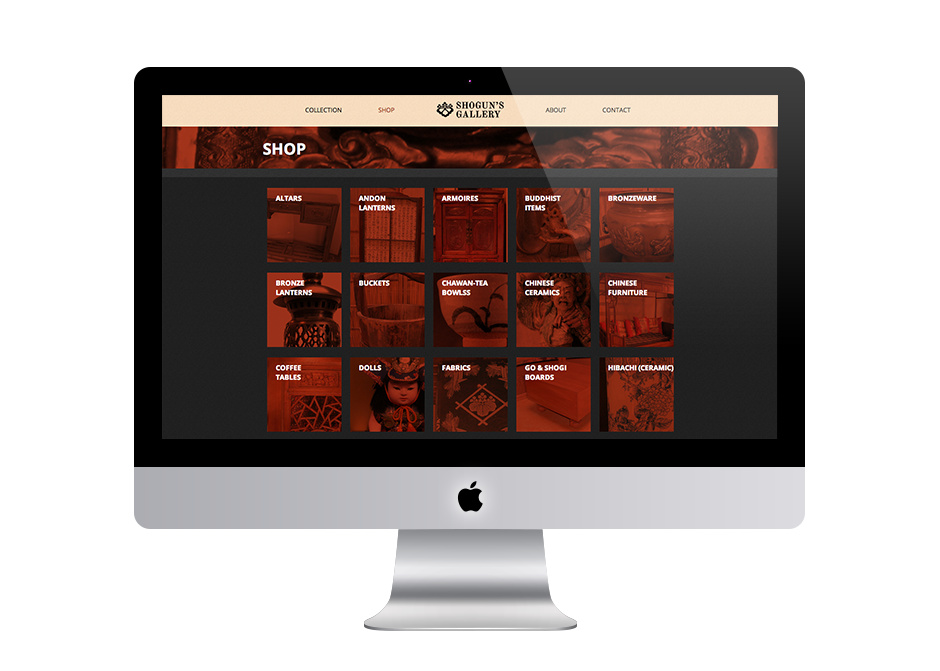 COLLECTION
SHOP
SHOGUN'S
GALLERY
ABOUT
CONTACT
SHOP
ALTARS
ANDON
LANTERNS
ARMOIRES
BUDDHIST
ITEMS
BRONZEWARE
BRONZE
LANTERNS
BUCKETS
CHAWAN-TEA
BOWLSS
CHINESE
CERAMICS
CHINESE
FURNITURE
COFFEE
TABLES
DOLLS
FABRICS
GO & SHOGI
BOARDS
HIBACHI (CERAMIC)